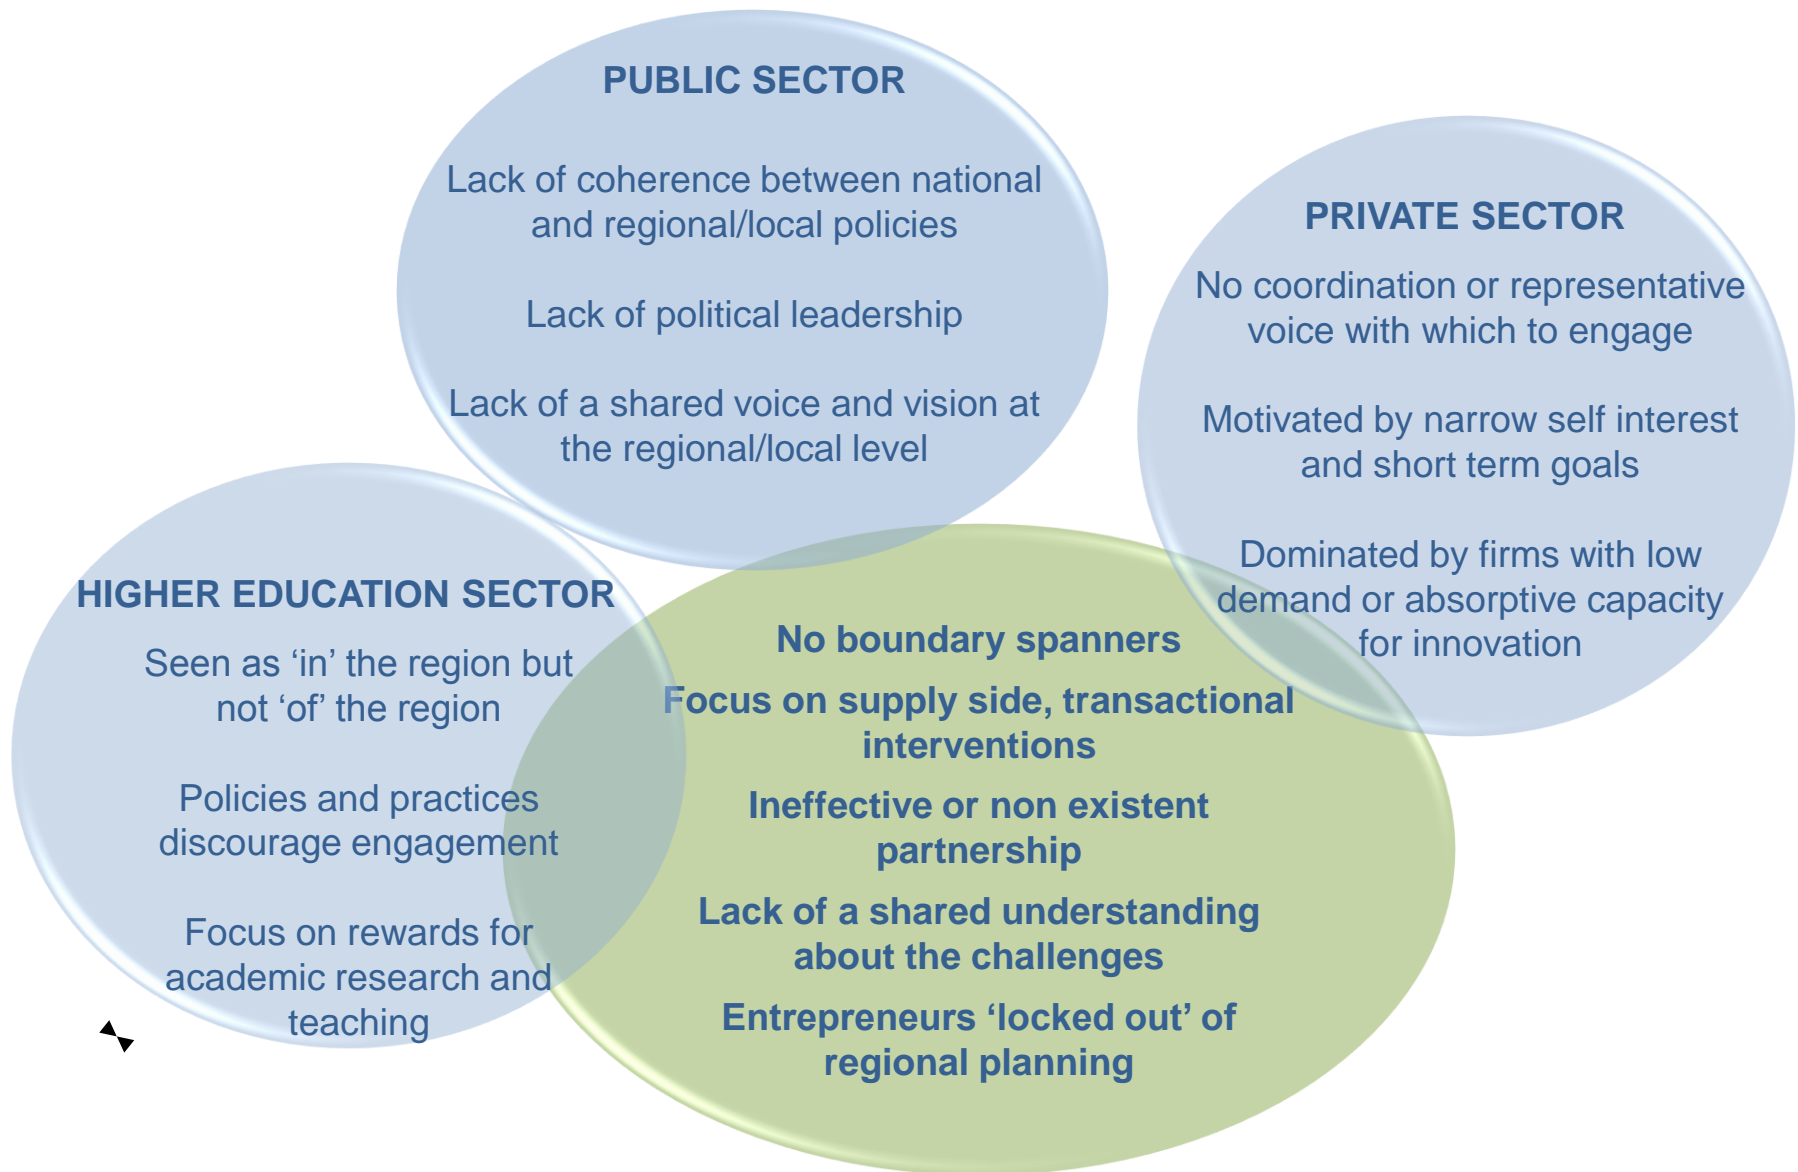 PUBLIC SECTOR
Lack of coherence between national
and regional/local policies
Lack of political leadership
Lack of a shared voice and vision at
the regional/local level
PRIVATE SECTOR
No coordination or representative
voice with which to engage
Motivated by narrow self interest
and short term goals
Dominated by firms with low
demand or absorptive capacity
for innovation
HIGHER EDUCATION SECTOR
Seen as ‘in’ the region but
not ‘of’ the region
Policies and practices
discourage engagement
Focus on rewards for
academic research and
teaching
No boundary spanners
Focus on supply side, transactional
interventions
Ineffective or non existent
partnership
Lack of a shared understanding
about the challenges
Entrepreneurs ‘locked out’ of
regional planning